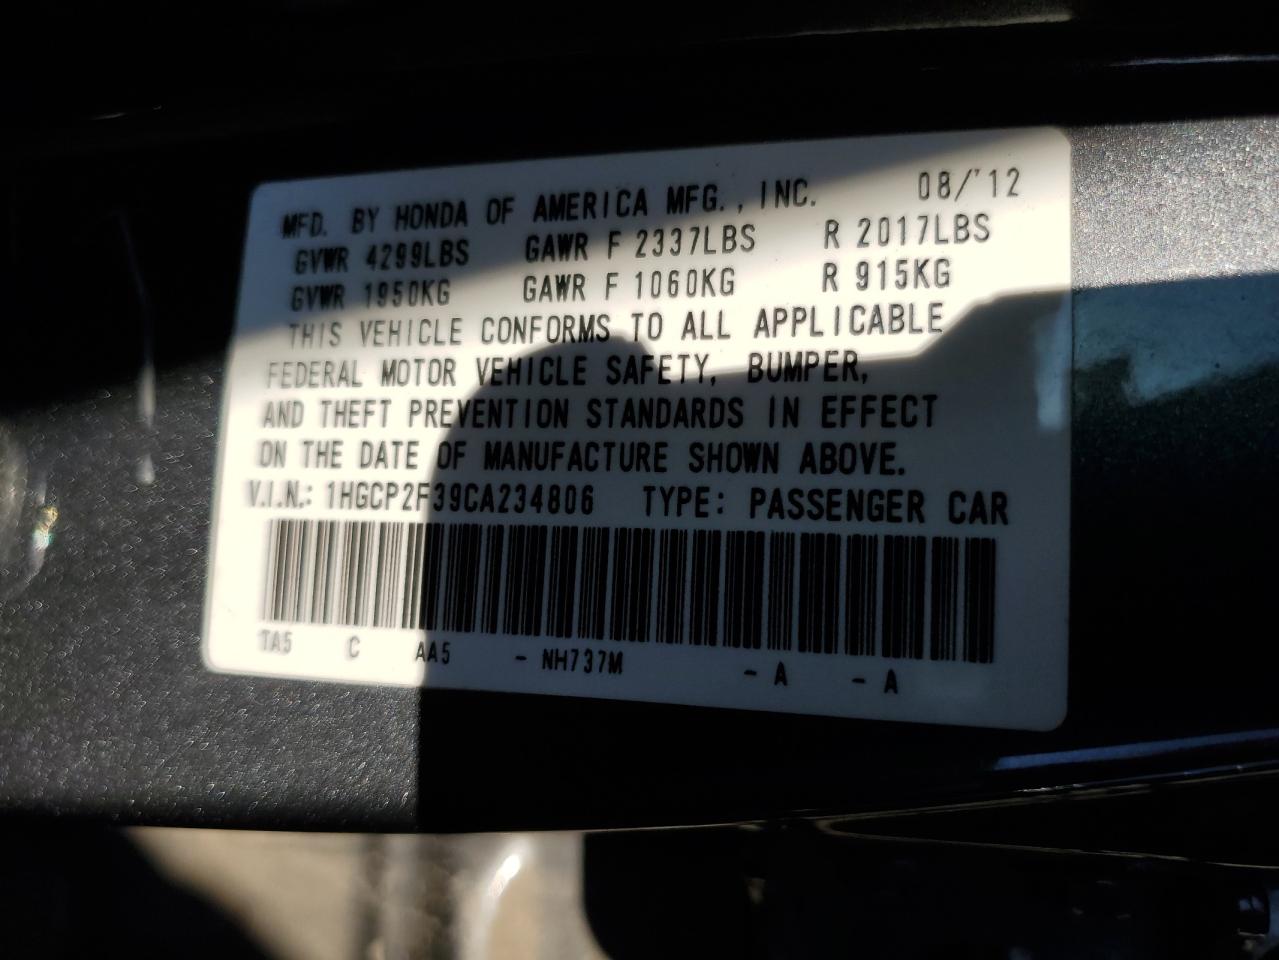 MFD. BY HONDA OF AMERICA MFG., INC. 08/'12
GVWR 4299LBS GAWR F 2337LBS R 2017LBS
GVWR 1950KG GAWR F 1060KG R 915KG
THIS VEHICLE CONFORMS TO ALL APPLICABLE
FEDERAL MOTOR VEHICLE SAFETY, BUMPER,
AND THEFT PREVENTION STANDARDS IN EFFECT
ON THE DATE OF MANUFACTURE SHOWN ABOVE.
V.I.N.: 1HGCP2F39CA234806 TYPE: PASSENGER CAR
TA5 C AA5 - NH737M - A - A